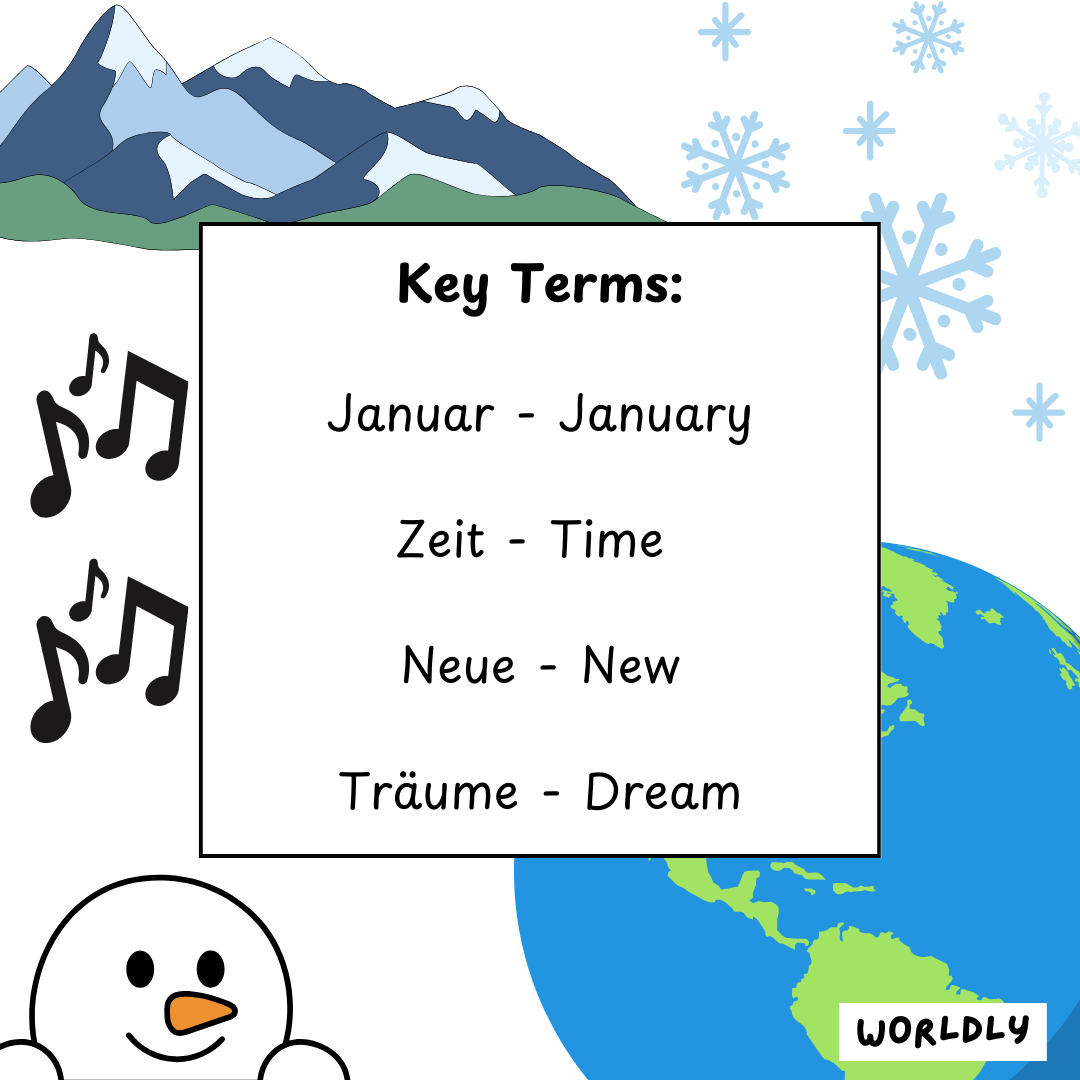 Key Terms:
Januar - January
Zeit - Time
Neue - New
Träume - Dream
WORLDLY